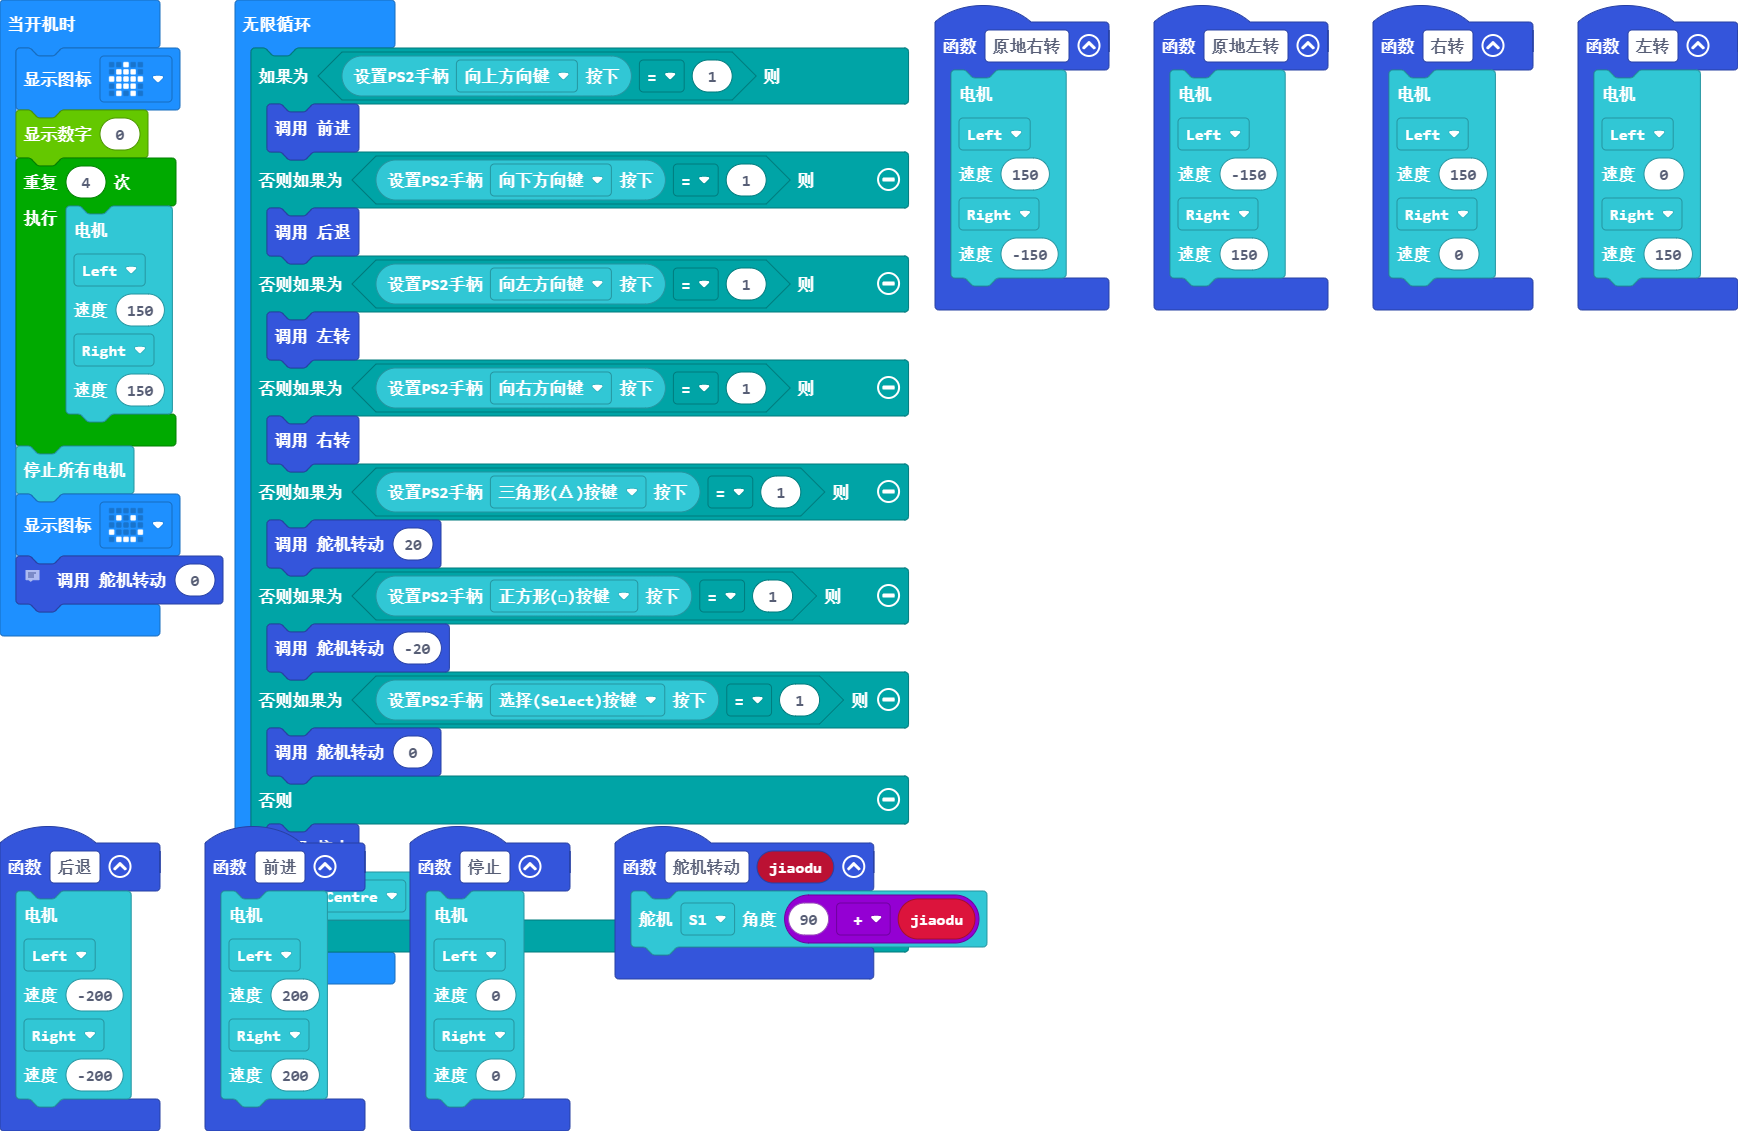 当开机时
显示图标
显示数字 0
重复 4 次
执行
电机
Left
速度 150
Right
速度 150
停止所有电机
显示图标
调用 舵机转动 0
无限循环
如果为 设置PS2手柄 向上方向键 按下 = 1 则
调用 前进
否则如果为 设置PS2手柄 向下方向键 按下 = 1 则
调用 后退
否则如果为 设置PS2手柄 向左方向键 按下 = 1 则
调用 左转
否则如果为 设置PS2手柄 向右方向键 按下 = 1 则
调用 右转
否则如果为 设置PS2手柄 三角形(△)按键 按下 = 1 则
调用 舵机转动 20
否则如果为 设置PS2手柄 正方形(□)按键 按下 = 1 则
调用 舵机转动 -20
否则如果为 设置PS2手柄 选择(Select)按键 按下 = 1 则
调用 舵机转动 0
否则
Centre
函数 原地右转
电机
Left
速度 150
Right
速度 -150
函数 原地左转
电机
Left
速度 -150
Right
速度 150
函数 右转
电机
Left
速度 150
Right
速度 0
函数 左转
电机
Left
速度 0
Right
速度 150
函数 后退
电机
Left
速度 -200
Right
速度 -200
函数 前进
电机
Left
速度 200
Right
速度 200
函数 停止
电机
Left
速度 0
Right
速度 0
函数 舵机转动 jiaodu
舵机 S1 角度 90 + jiaodu